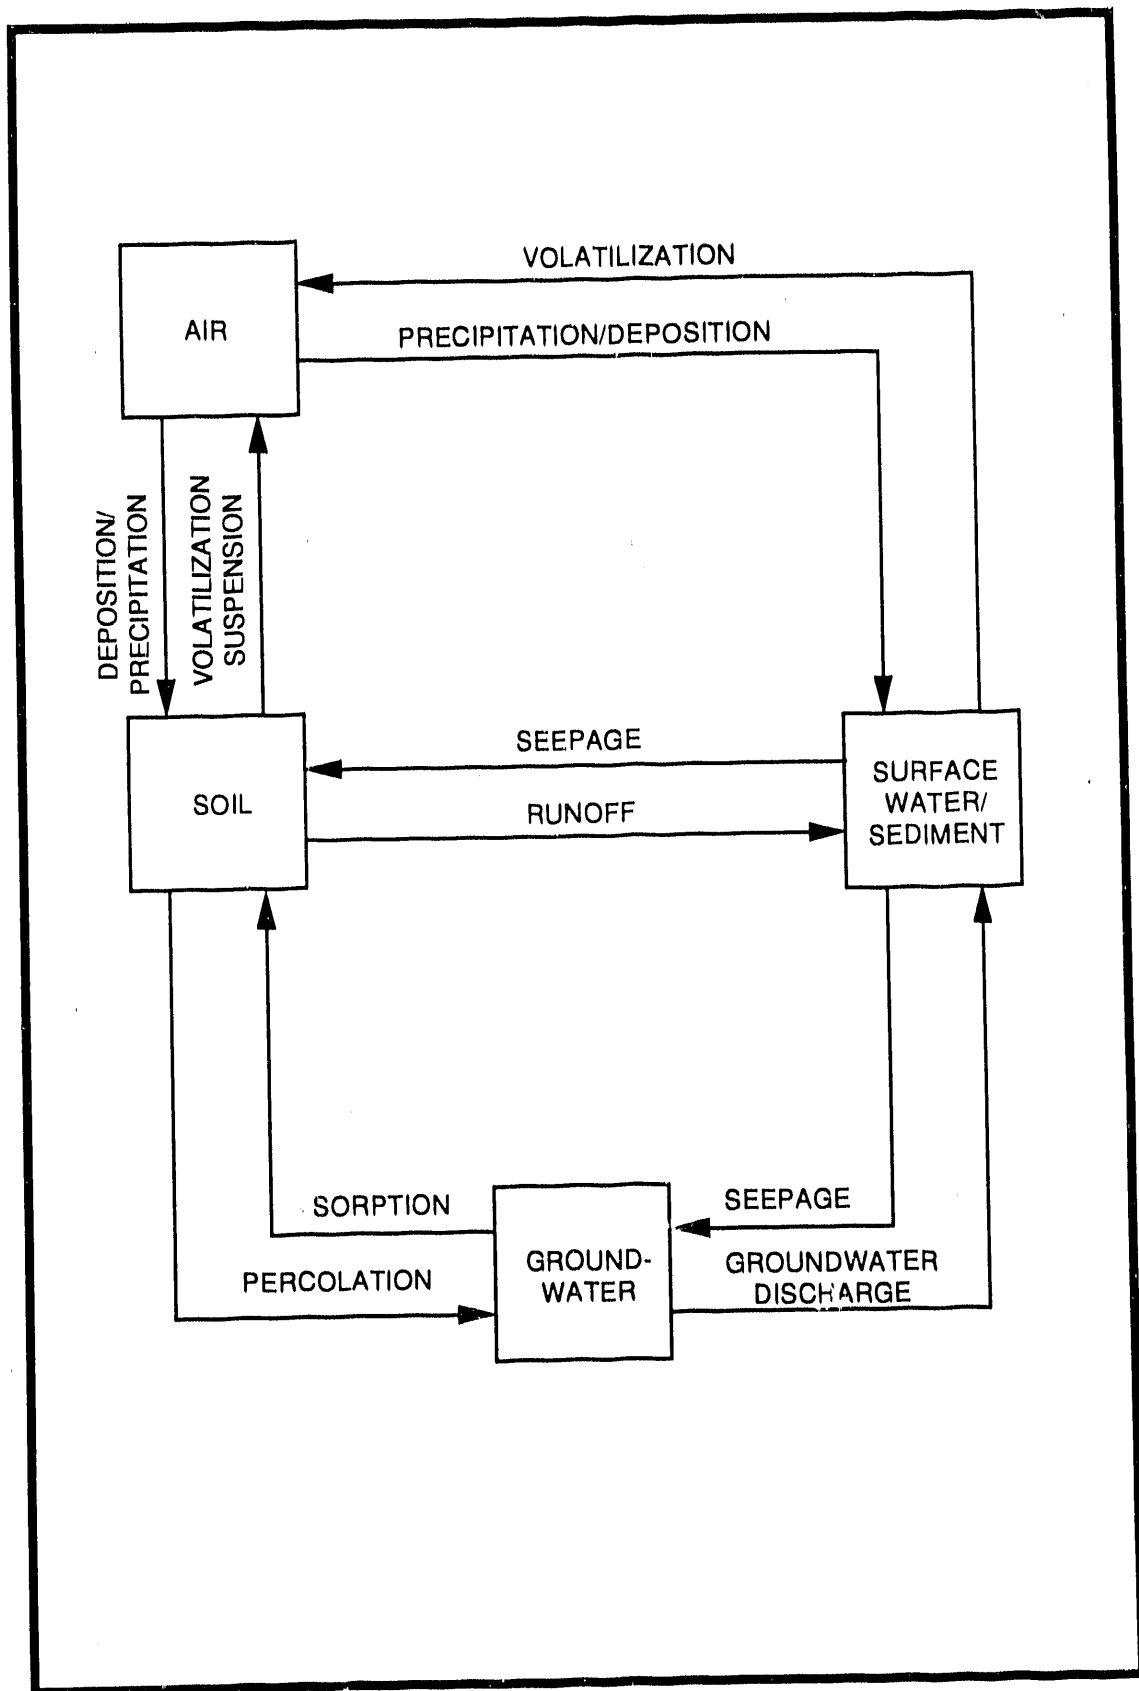 VOLATILIZATION
AIR
PRECIPITATION/DEPOSITION
DEPOSITION/
PRECIPITATION
VOLATILIZATION
SUSPENSION
SEEPAGE
SOIL
RUNOFF
SURFACE
WATER/
SEDIMENT
SORPTION
PERCOLATION
GROUND-
WATER
SEEPAGE
GROUNDWATER
DISCHARGE